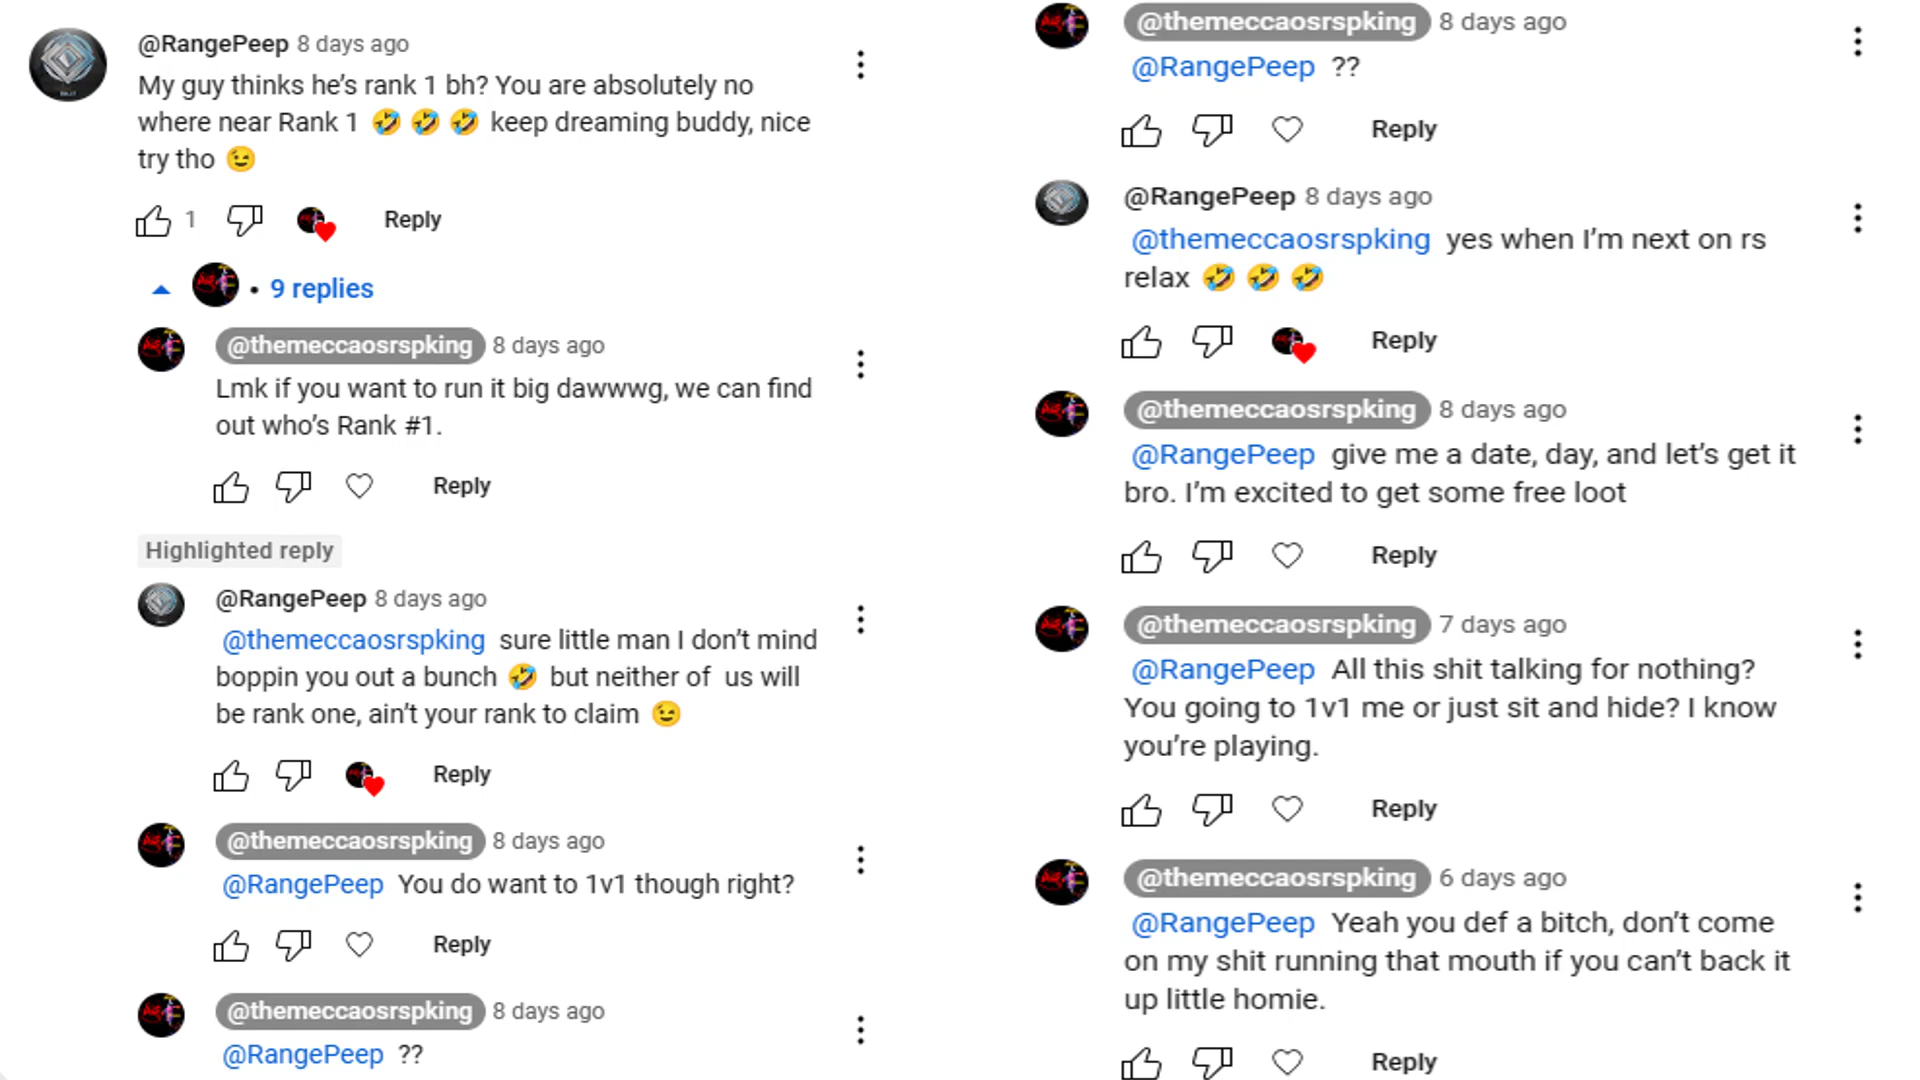 @RangePeep 8 days ago
My guy thinks he's rank 1 bh? You are absolutely no
where near Rank 1 🤣 🤣 🤣 keep dreaming buddy, nice
try tho 😉
1 Reply
• 9 replies
@themeccaosrspking 8 days ago
Lmk if you want to run it big dawwwg, we can find
out who's Rank #1.
Reply
Highlighted reply
@RangePeep 8 days ago
@themeccaosrspking sure little man I don't mind
boppin you out a bunch 🤣 but neither of us will
be rank one, ain't your rank to claim 😉
Reply
@themeccaosrspking 8 days ago
@RangePeep You do want to 1v1 though right?
Reply
@themeccaosrspking 8 days ago
@RangePeep ??
@themeccaosrspking 8 days ago
@RangePeep ??
Reply
@RangePeep 8 days ago
@themeccaosrspking yes when I'm next on rs
relax 🤣 🤣 🤣
Reply
@themeccaosrspking 8 days ago
@RangePeep give me a date, day, and let's get it
bro. I'm excited to get some free loot
Reply
@themeccaosrspking 7 days ago
@RangePeep All this shit talking for nothing?
You going to 1v1 me or just sit and hide? I know
you're playing.
Reply
@themeccaosrspking 6 days ago
@RangePeep Yeah you def a bitch, don't come
on my shit running that mouth if you can't back it
up little homie.
Reply